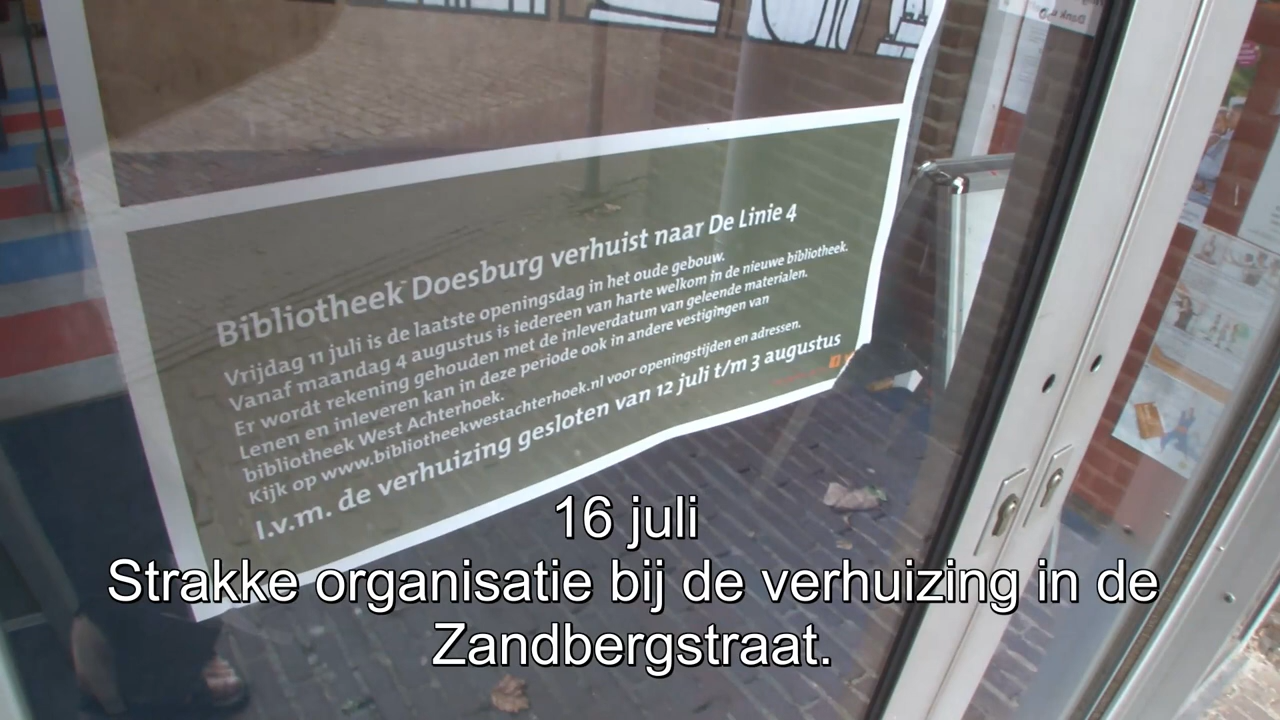 Bibliotheek Doesburg verhuist naar De Linie 4
Vrijdag 11 juli is de laatste openingsdag in het oude gebouw.
Vanaf maandag 4 augustus is iedereen van harte welkom in de nieuwe bibliotheek.
Er wordt rekening gehouden met de inleverdatum van geleende materialen.
Lenen en inleveren kan in deze periode ook in andere vestigingen van
bibliotheek West Achterhoek.
Kijk op www.bibliotheekwestachterhoek.nl voor openingstijden en adressen.
I.v.m. de verhuizing gesloten van 12 juli t/m 3 augustus
16 juli
Strakke organisatie bij de verhuizing in de
Zandbergstraat.